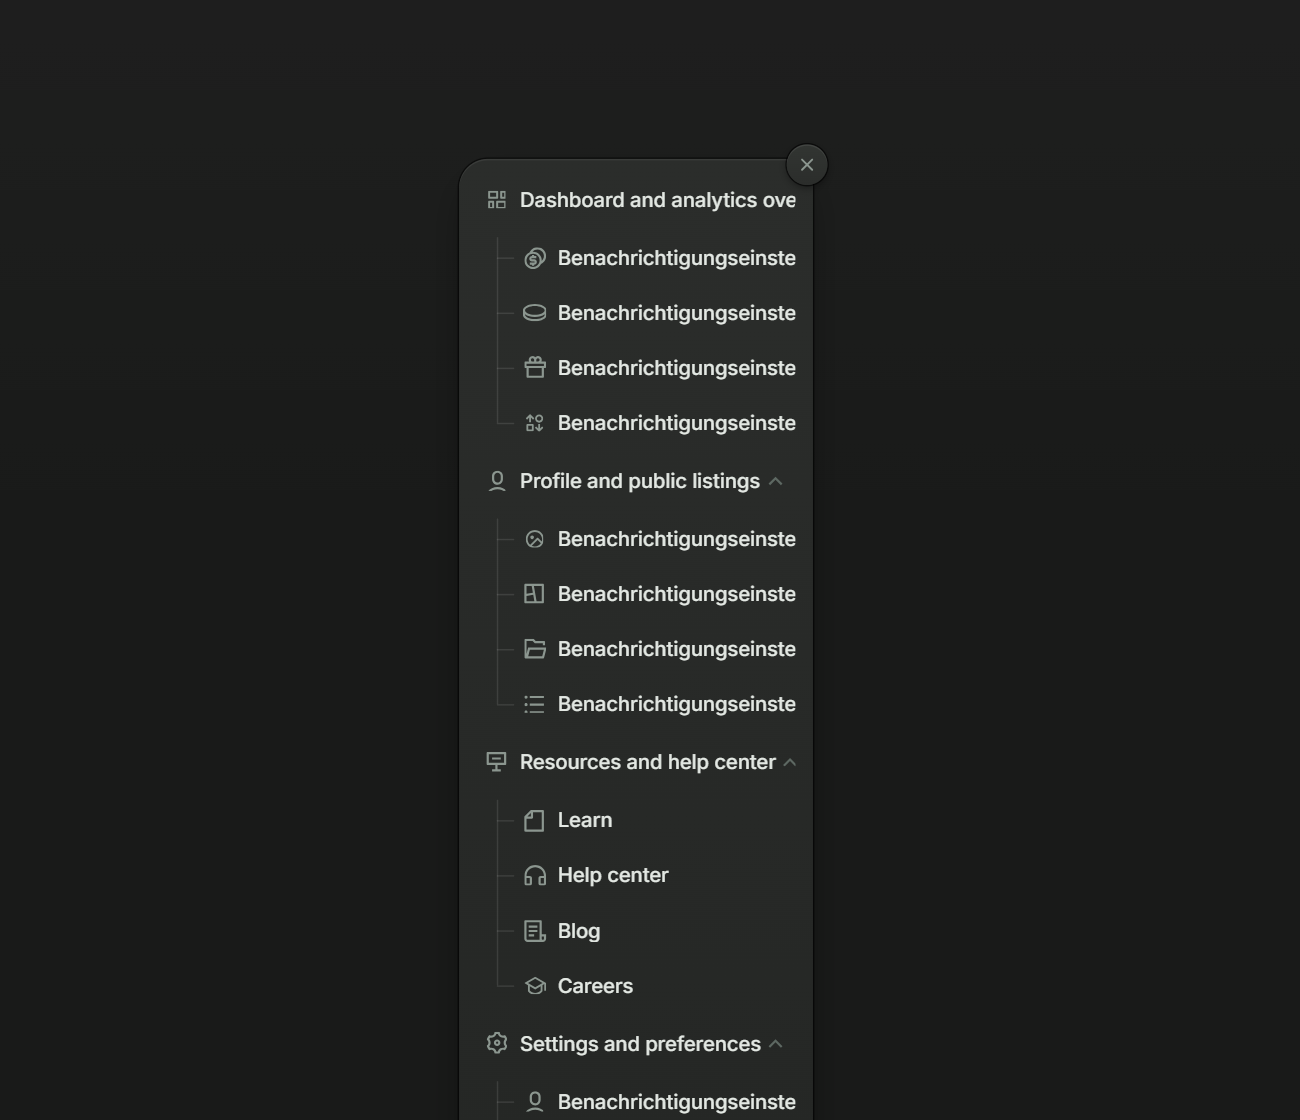 Dashboard and analytics ove
Benachrichtigungseinste
Benachrichtigungseinste
Benachrichtigungseinste
Benachrichtigungseinste
Profile and public listings
Benachrichtigungseinste
Benachrichtigungseinste
Benachrichtigungseinste
Benachrichtigungseinste
Resources and help center
Learn
Help center
Blog
Careers
Settings and preferences
Benachrichtigungseinste